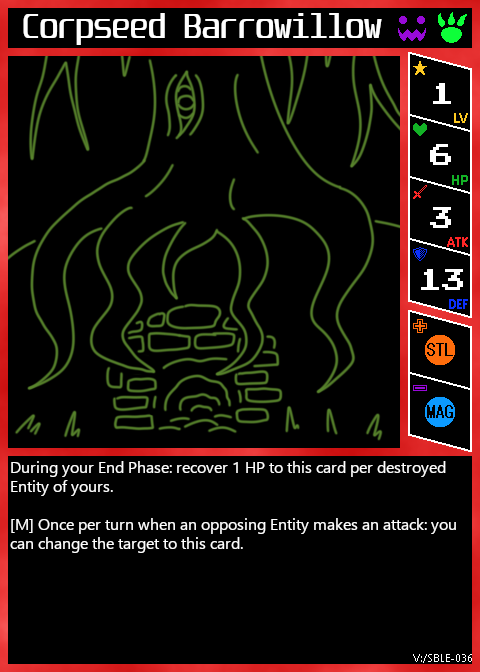 Corpseed Barrowillow
1
LV
6
HP
3
ATK
13
DEF
STL
MAG
During your End Phase: recover 1 HP to this card per destroyed
Entity of yours.
[M] Once per turn when an opposing Entity makes an attack: you
can change the target to this card.
V:/SBLE-036